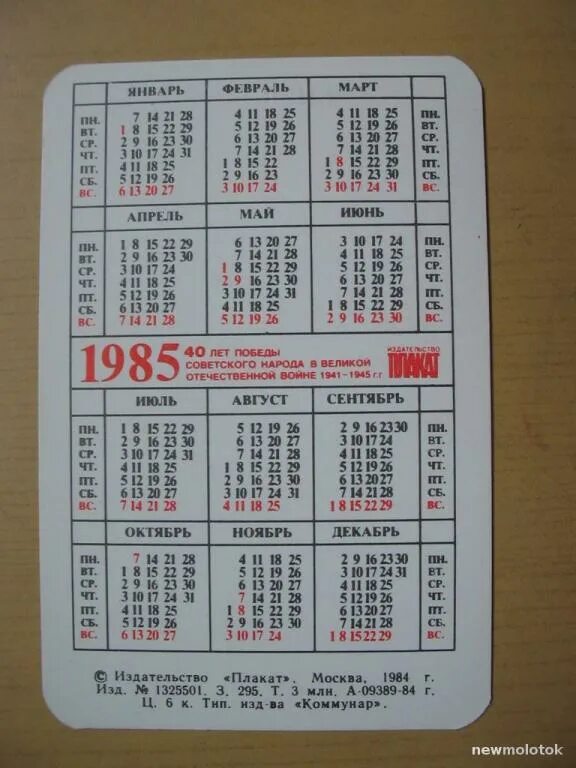 ЯНВАРЬ ФЕВРАЛЬ МАРТ
ПН. 7 14 21 28 4 11 18 25 4 11 18 25 ПН.
ВТ. 1 8 15 22 29 5 12 19 26 5 12 19 26 ВТ.
СР. 2 9 16 23 30 6 13 20 27 6 13 20 27 СР.
ЧТ. 3 10 17 24 31 7 14 21 28 7 14 21 28 ЧТ.
ПТ. 4 11 18 25 1 8 15 22 1 8 15 22 29 ПТ.
СБ. 5 12 19 26 2 9 16 23 2 9 16 23 30 СБ.
ВС. 6 13 20 27 3 10 17 24 3 10 17 24 31 ВС.
АПРЕЛЬ МАЙ ИЮНЬ
ПН. 1 8 15 22 29 6 13 20 27 3 10 17 24 ПН.
ВТ. 2 9 16 23 30 7 14 21 28 4 11 18 25 ВТ.
СР. 3 10 17 24 1 8 15 22 29 5 12 19 26 СР.
ЧТ. 4 11 18 25 2 9 16 23 30 6 13 20 27 ЧТ.
ПТ. 5 12 19 26 3 10 17 24 31 7 14 21 28 ПТ.
СБ. 6 13 20 27 4 11 18 25 1 8 15 22 29 СБ.
ВС. 7 14 21 28 5 12 19 26 2 9 16 23 30 ВС.
1985 40 ЛЕТ ПОБЕДЫ
СОВЕТСКОГО НАРОДА В ВЕЛИКОЙ
ОТЕЧЕСТВЕННОЙ ВОЙНЕ 1941-1945 г.г
ИЗДАТЕЛЬСТВО
ПЛАКАТ
ИЮЛЬ АВГУСТ СЕНТЯБРЬ
ПН. 1 8 15 22 29 5 12 19 26 2 9 16 23 30 ПН.
ВТ. 2 9 16 23 30 6 13 20 27 3 10 17 24 ВТ.
СР. 3 10 17 24 31 7 14 21 28 4 11 18 25 СР.
ЧТ. 4 11 18 25 1 8 15 22 29 5 12 19 26 ЧТ.
ПТ. 5 12 19 26 2 9 16 23 30 6 13 20 27 ПТ.
СБ. 6 13 20 27 3 10 17 24 31 7 14 21 28 СБ.
ВС. 7 14 21 28 4 11 18 25 1 8 15 22 29 ВС.
ОКТЯБРЬ НОЯБРЬ ДЕКАБРЬ
ПН. 7 14 21 28 4 11 18 25 2 9 16 23 30 ПН.
ВТ. 1 8 15 22 29 5 12 19 26 3 10 17 24 31 ВТ.
СР. 2 9 16 23 30 6 13 20 27 4 11 18 25 СР.
ЧТ. 3 10 17 24 31 7 14 21 28 5 12 19 26 ЧТ.
ПТ. 4 11 18 25 1 8 15 22 29 6 13 20 27 ПТ.
СБ. 5 12 19 26 2 9 16 23 30 7 14 21 28 СБ.
ВС. 6 13 20 27 3 10 17 24 1 8 15 22 29 ВС.
© Издательство «Плакат». Москва, 1984 г.
Изд. № 1325501. З. 295. Т. 3 млн. А-09389-84 г.
Ц. 6 к. Тип. изд-ва «Коммунар».
newmolotok